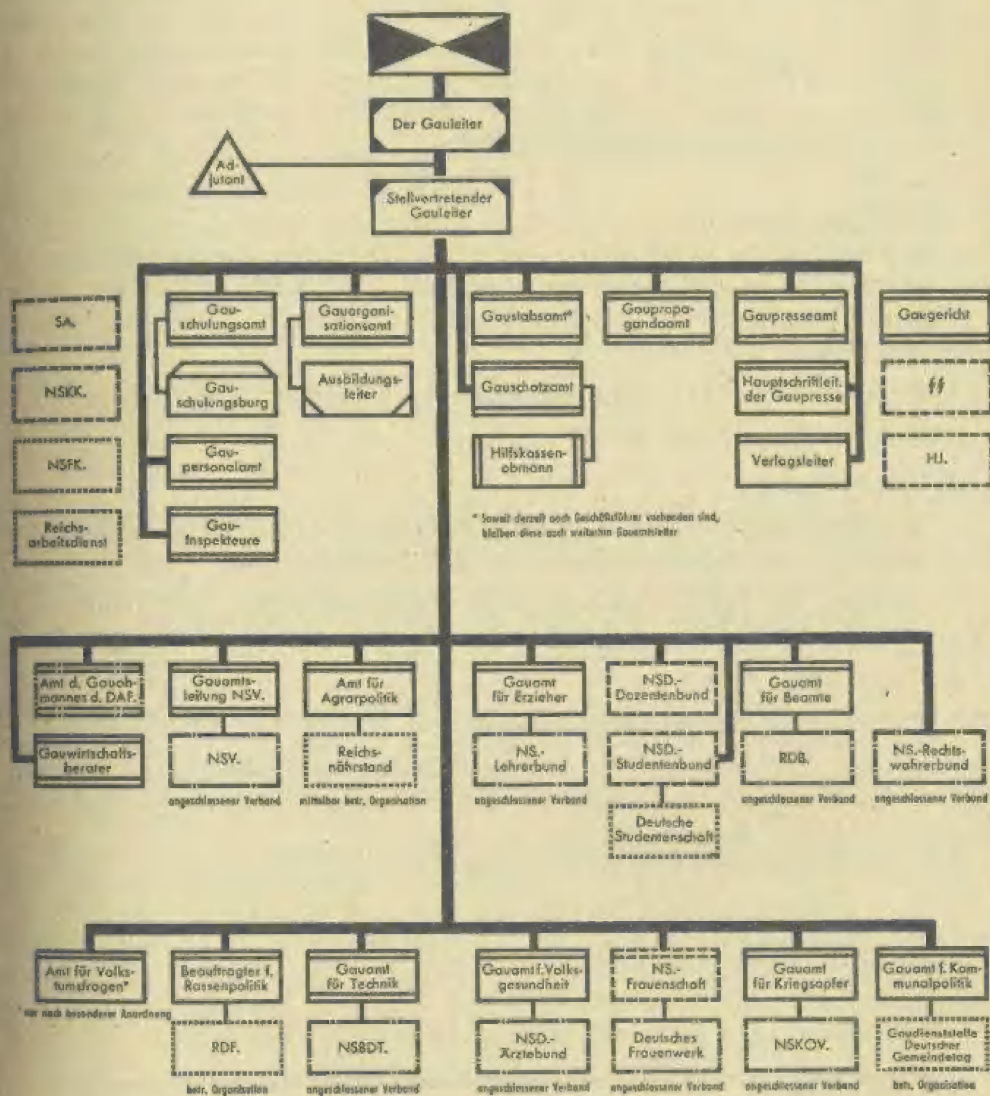 Der Gauleiter
Ad-
jutant
Stellvertretender
Gauleiter
SA.
Gau-
schulungsamt
Gauorgani-
sationsamt
Gaustabsamt*
Gaupropa-
gandaamt
Gaupresseamt
Gaugericht
NSKK.
Gau-
schulungsburg
Ausbildungs-
leiter
Gauschatzamt
Hauptschriftleit.
der Gaupresse
ϟϟ
NSFK.
Gau-
personalamt
Hilfskassen-
obmann
Verlagsleiter
HJ.
Reichs-
arbeitsdienst
Gau-
Inspekteure
* Soweit derzeit noch Geschäftsführer vorhanden sind,
bleiben diese auch weiterhin Gauamtsleiter
Amt d. Gauob-
mannes d. DAF.
Gauamts-
leitung NSV.
Amt für
Agrarpolitik
Gauamt
für Erzieher
NSD.-
Dozentenbund
Gauamt
für Beamte
Gauwirtschafts-
berater
NSV.
Reichs-
nährstand
NS.-
Lehrerbund
NSD.-
Studentenbund
RDB.
NS.-Rechts-
wahrerbund
angeschlossener Verband
mittelbar betr. Organisation
angeschlossener Verband
angeschlossener Verband
angeschlossener Verband
Deutsche
Studentenschaft
Amt für Volks-
tumsfragen*
Beauftragter f.
Rassenpolitik
Gauamt
für Technik
Gauamt f. Volks-
gesundheit
NS.-
Frauenschaft
Gauamt
für Kriegsopfer
Gauamt f. Kom-
munalpolitik
* nur nach besonderer Anordnung
RDF.
NSBDT.
NSD.-
Ärztebund
Deutsches
Frauenwerk
NSKOV.
Gaudienststelle
Deutscher
Gemeindetag
betr. Organisation
angeschlossener Verband
angeschlossener Verband
angeschlossener Verband
angeschlossener Verband
betr. Organisation